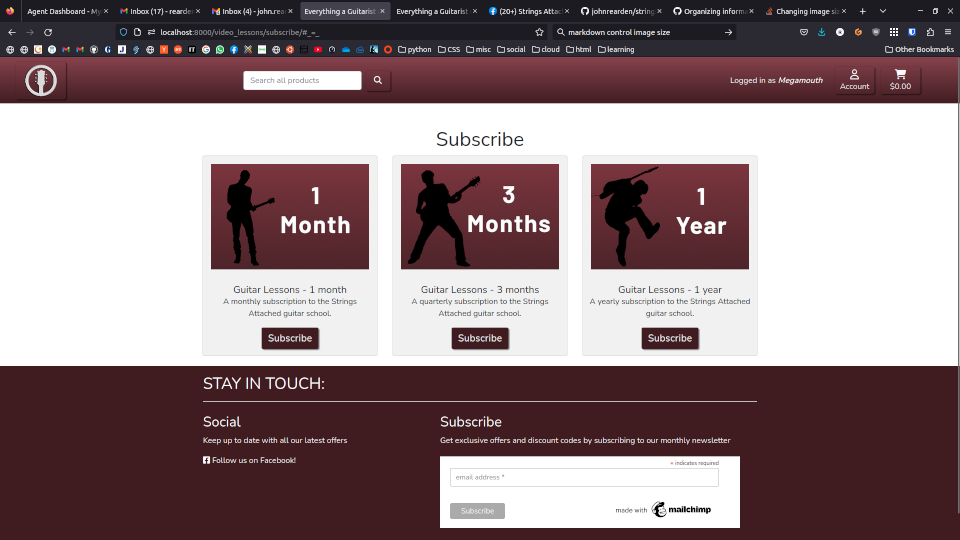 Agent Dashboard - My
Inbox (17) - rearden
Inbox (4) - john.rear
Everything a Guitarist
Everything a Guitarist
(20+) Strings Attach
johnrearden/string
Organizing informa
Changing image siz
localhost:8000/video_lessons/subscribe/#_=_
markdown control image size
python
CSS
misc
social
cloud
html
learning
Other Bookmarks
Search all products
Logged in as Megamouth
Account
$0.00
Subscribe
1
Month
3
Months
1
Year
Guitar Lessons - 1 month
A monthly subscription to the Strings
Attached guitar school.
Subscribe
Guitar Lessons - 3 months
A quarterly subscription to the Strings
Attached guitar school.
Subscribe
Guitar Lessons - 1 year
A yearly subscription to the Strings Attached
guitar school.
Subscribe
STAY IN TOUCH:
Social
Keep up to date with all our latest offers
Follow us on Facebook!
Subscribe
Get exclusive offers and discount codes by subscribing to our monthly newsletter
* indicates required
email address *
Subscribe
made with
mailchimp